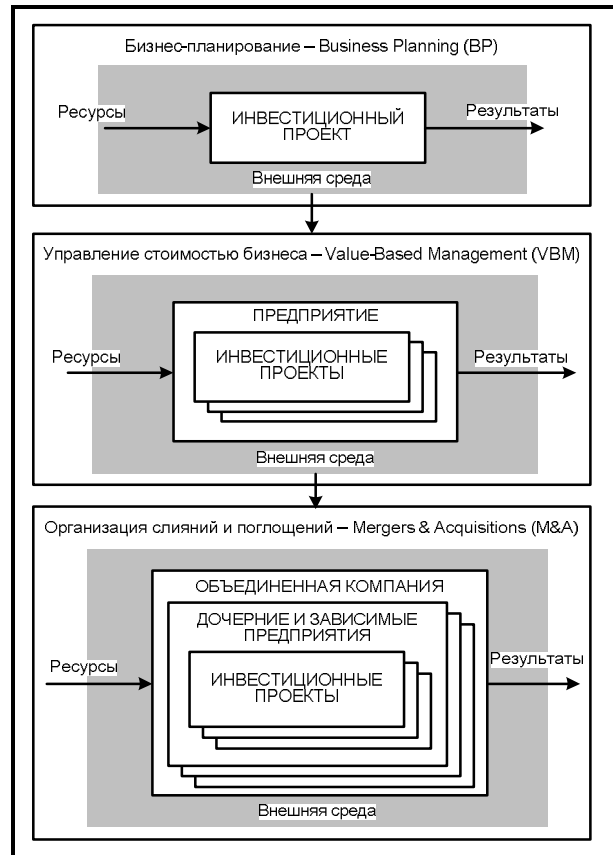 Бизнес-планирование – Business Planning (BP)
Ресурсы
Результаты
ИНВЕСТИЦИОННЫЙ
ПРОЕКТ
Внешняя среда
Управление стоимостью бизнеса – Value-Based Management (VBM)
ПРЕДПРИЯТИЕ
Ресурсы
ИНВЕСТИЦИОННЫЕ
ПРОЕКТЫ
Результаты
Внешняя среда
Организация слияний и поглощений – Mergers & Acquisitions (M&A)
ОБЪЕДИНЕННАЯ КОМПАНИЯ
ДОЧЕРНИЕ И ЗАВИСИМЫЕ
ПРЕДПРИЯТИЯ
Ресурсы
Результаты
ИНВЕСТИЦИОННЫЕ
ПРОЕКТЫ
Внешняя среда